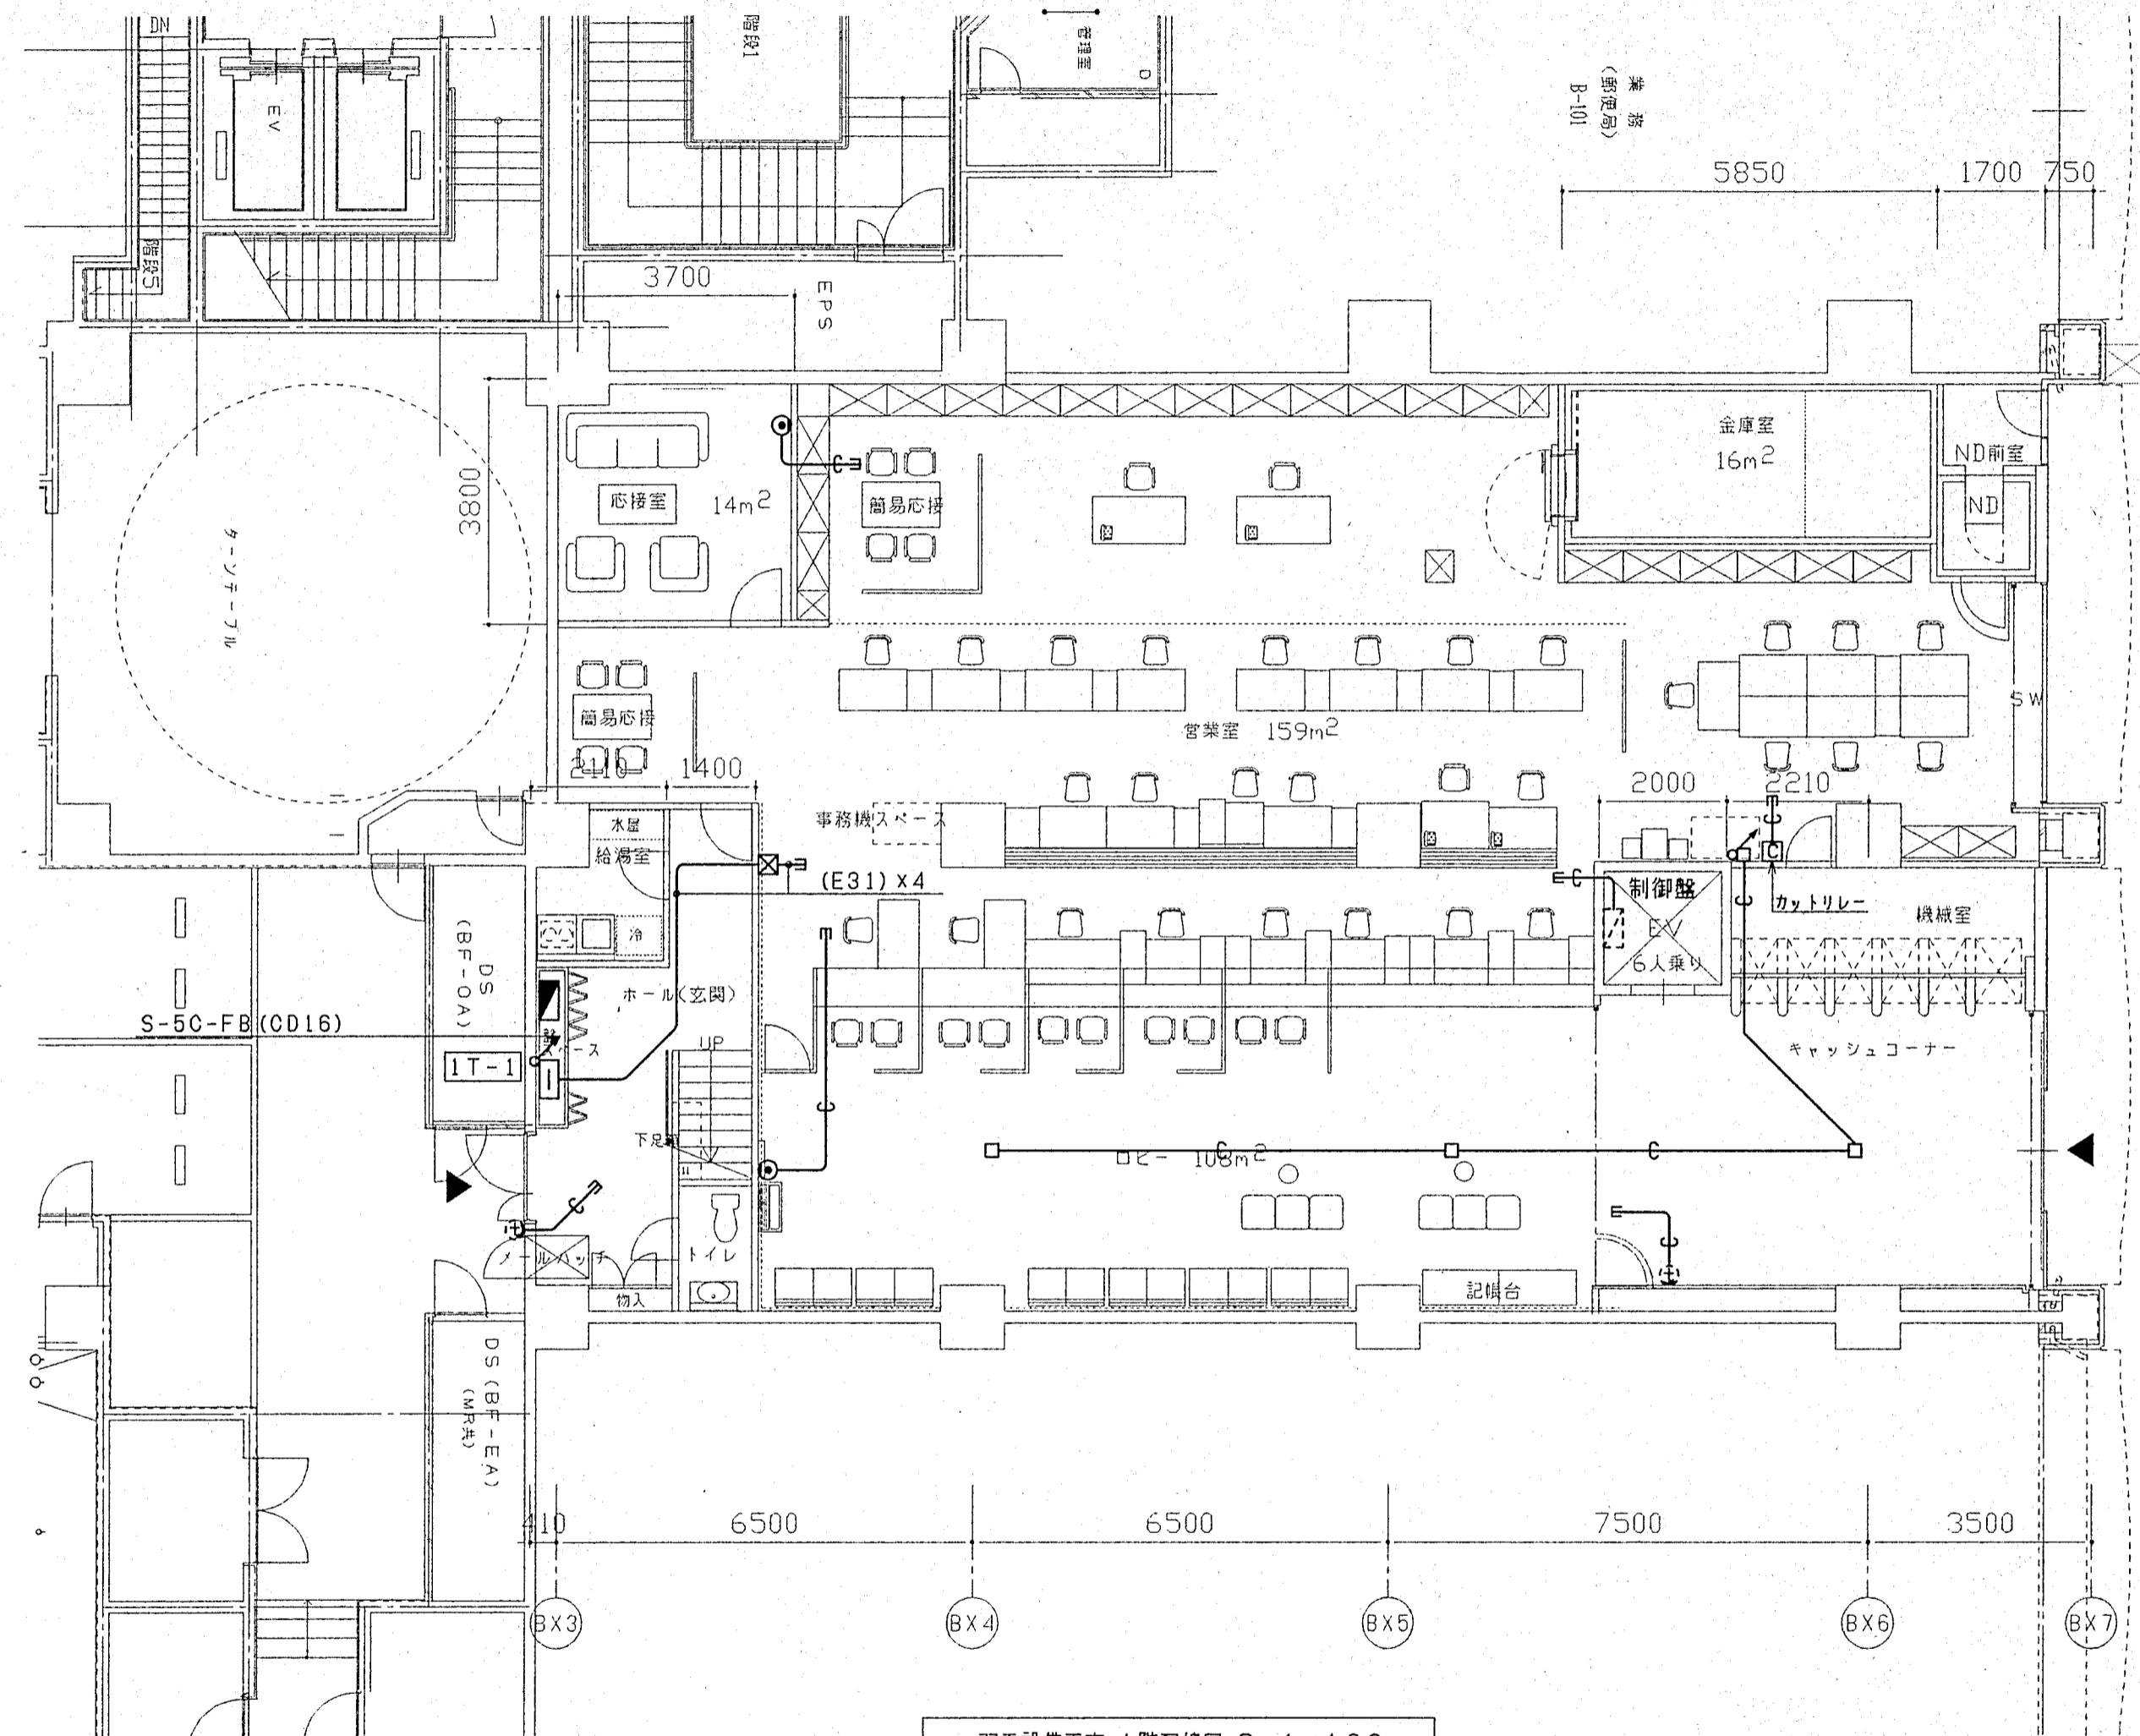 DN
階段1
管理室
D
業務
(郵便局)
B-101
EV
5850
1700
750
階段5
3700
EPS
金庫室
16m2
ND前室
ND
3800
応接室
14m2
簡易応接
ターンテーブル
簡易応接
営業室 159m2
SW
2110
1400
2000
2210
水屋
給湯室
事務機スペース
(E31)×4
制御盤
EV
6人乗り
カットリレー
機械室
冷
DS
(BF-OA)
ホール(玄関)
S-5C-FB(CD16)
スペース
UP
1T-1
キャッシュコーナー
ロビー 108m2
メールハッチ
トイレ
物入
記帳台
DS(BF-EA)
(MR共)
410
6500
6500
7500
3500
BX3
BX4
BX5
BX6
BX7